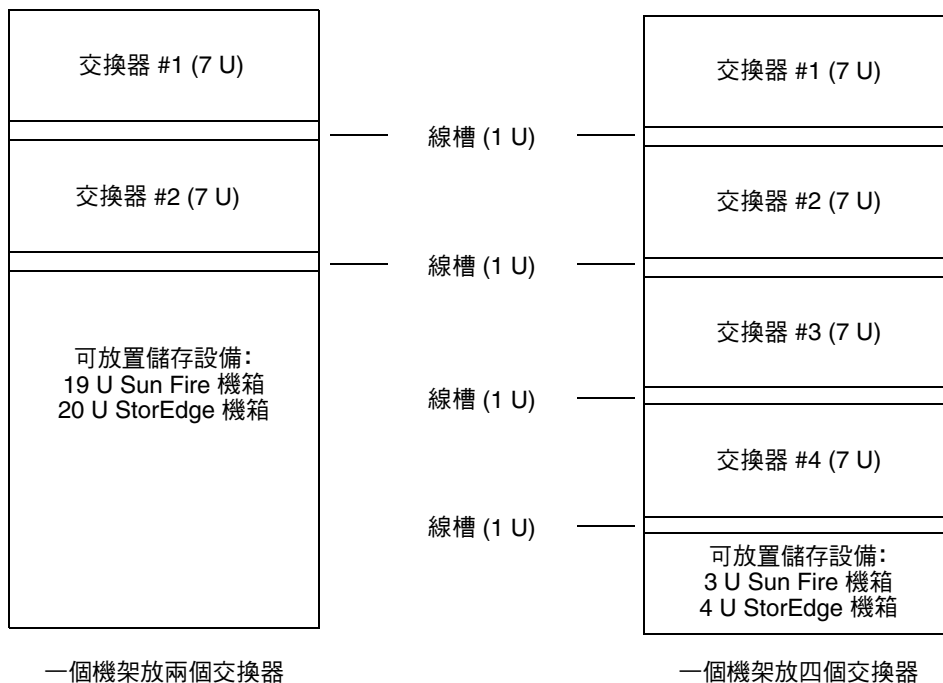 交換器 #1 (7 U)
交換器 #2 (7 U)
可放置儲存設備：
19 U Sun Fire 機箱
20 U StorEdge 機箱
一個機架放兩個交換器
線槽 (1 U)
線槽 (1 U)
線槽 (1 U)
線槽 (1 U)
交換器 #1 (7 U)
交換器 #2 (7 U)
交換器 #3 (7 U)
交換器 #4 (7 U)
可放置儲存設備：
3 U Sun Fire 機箱
4 U StorEdge 機箱
一個機架放四個交換器